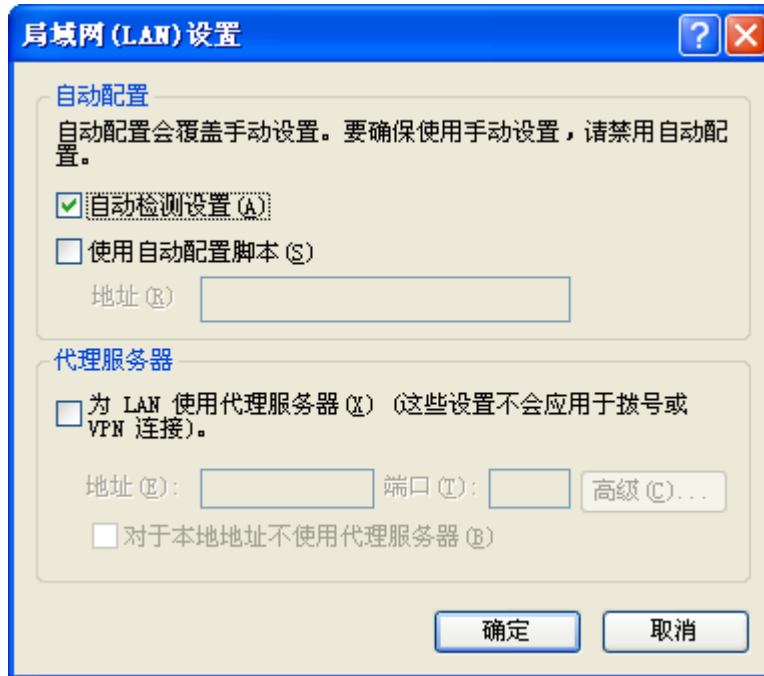 局域网(LAN)设置
自动配置
自动配置会覆盖手动设置。要确保使用手动设置，请禁用自动配
置。
自动检测设置(A)
使用自动配置脚本(S)
地址(R)
代理服务器
为 LAN 使用代理服务器(X) (这些设置不会应用于拨号或
VPN 连接)。
地址(E): 端口(T): 高级(C)...
对于本地地址不使用代理服务器(B)
确定 取消